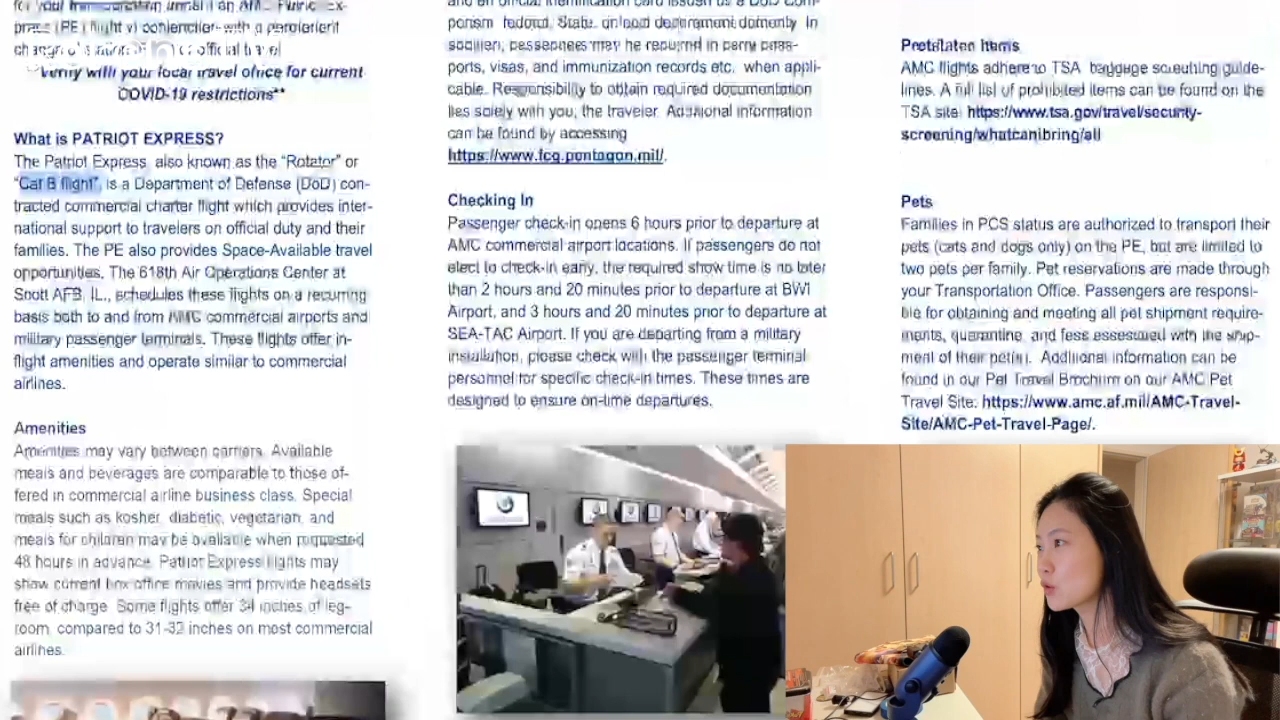 *Verify with your local travel office for current
COVID-19 restrictions**
What is PATRIOT EXPRESS?
The Patriot Express, also known as the "Rotator" or
"Cat B flight", is a Department of Defense (DoD) con-
tracted commercial charter flight which provides inter-
national support to travelers on official duty and their
families. The PE also provides Space-Available travel
opportunities. The 618th Air Operations Center at
Scott AFB, IL., schedules these flights on a recurring
basis both to and from AMC commercial airports and
military passenger terminals. These flights offer in-
flight amenities and operate similar to commercial
airlines.
Amenities
Amenities may vary between carriers. Available
meals and beverages are comparable to those of-
fered in commercial airline business class. Special
meals such as kosher, diabetic, vegetarian, and
meals for children may be available when requested
48 hours in advance. Patriot Express flights may
show current box office movies and provide headsets
free of charge. Some flights offer 34 inches of leg-
room, compared to 31-32 inches on most commercial
airlines.
passengers may be required to carry pass-
ports, visas, and immunization records etc. when appli-
cable. Responsibility to obtain required documentation
lies solely with you, the traveler. Additional information
can be found by accessing
https://www.fcg.pentagon.mil/.
Checking In
Passenger check-in opens 6 hours prior to departure at
AMC commercial airport locations. If passengers do not
elect to check-in early, the required show time is no later
than 2 hours and 20 minutes prior to departure at BWI
Airport, and 3 hours and 20 minutes prior to departure at
SEA-TAC Airport. If you are departing from a military
installation, please check with the passenger terminal
personnel for specific check-in times. These times are
designed to ensure on-time departures.
Items
AMC flights adhere to TSA baggage screening guide-
lines. A full list of prohibited items can be found on the
TSA site: https://www.tsa.gov/travel/security-
screening/whatcanibring/all
Pets
Families in PCS status are authorized to transport their
pets (cats and dogs only) on the PE, but are limited to
two pets per family. Pet reservations are made through
your Transportation Office. Passengers are responsi-
ble for obtaining and meeting all pet shipment require-
ments, quarantine, and fees associated with the ship-
ment of their pet(s). Additional information can be
found in our Pet Travel Brochure on our AMC Pet
Travel Site: https://www.amc.af.mil/AMC-Travel-
Site/AMC-Pet-Travel-Page/.